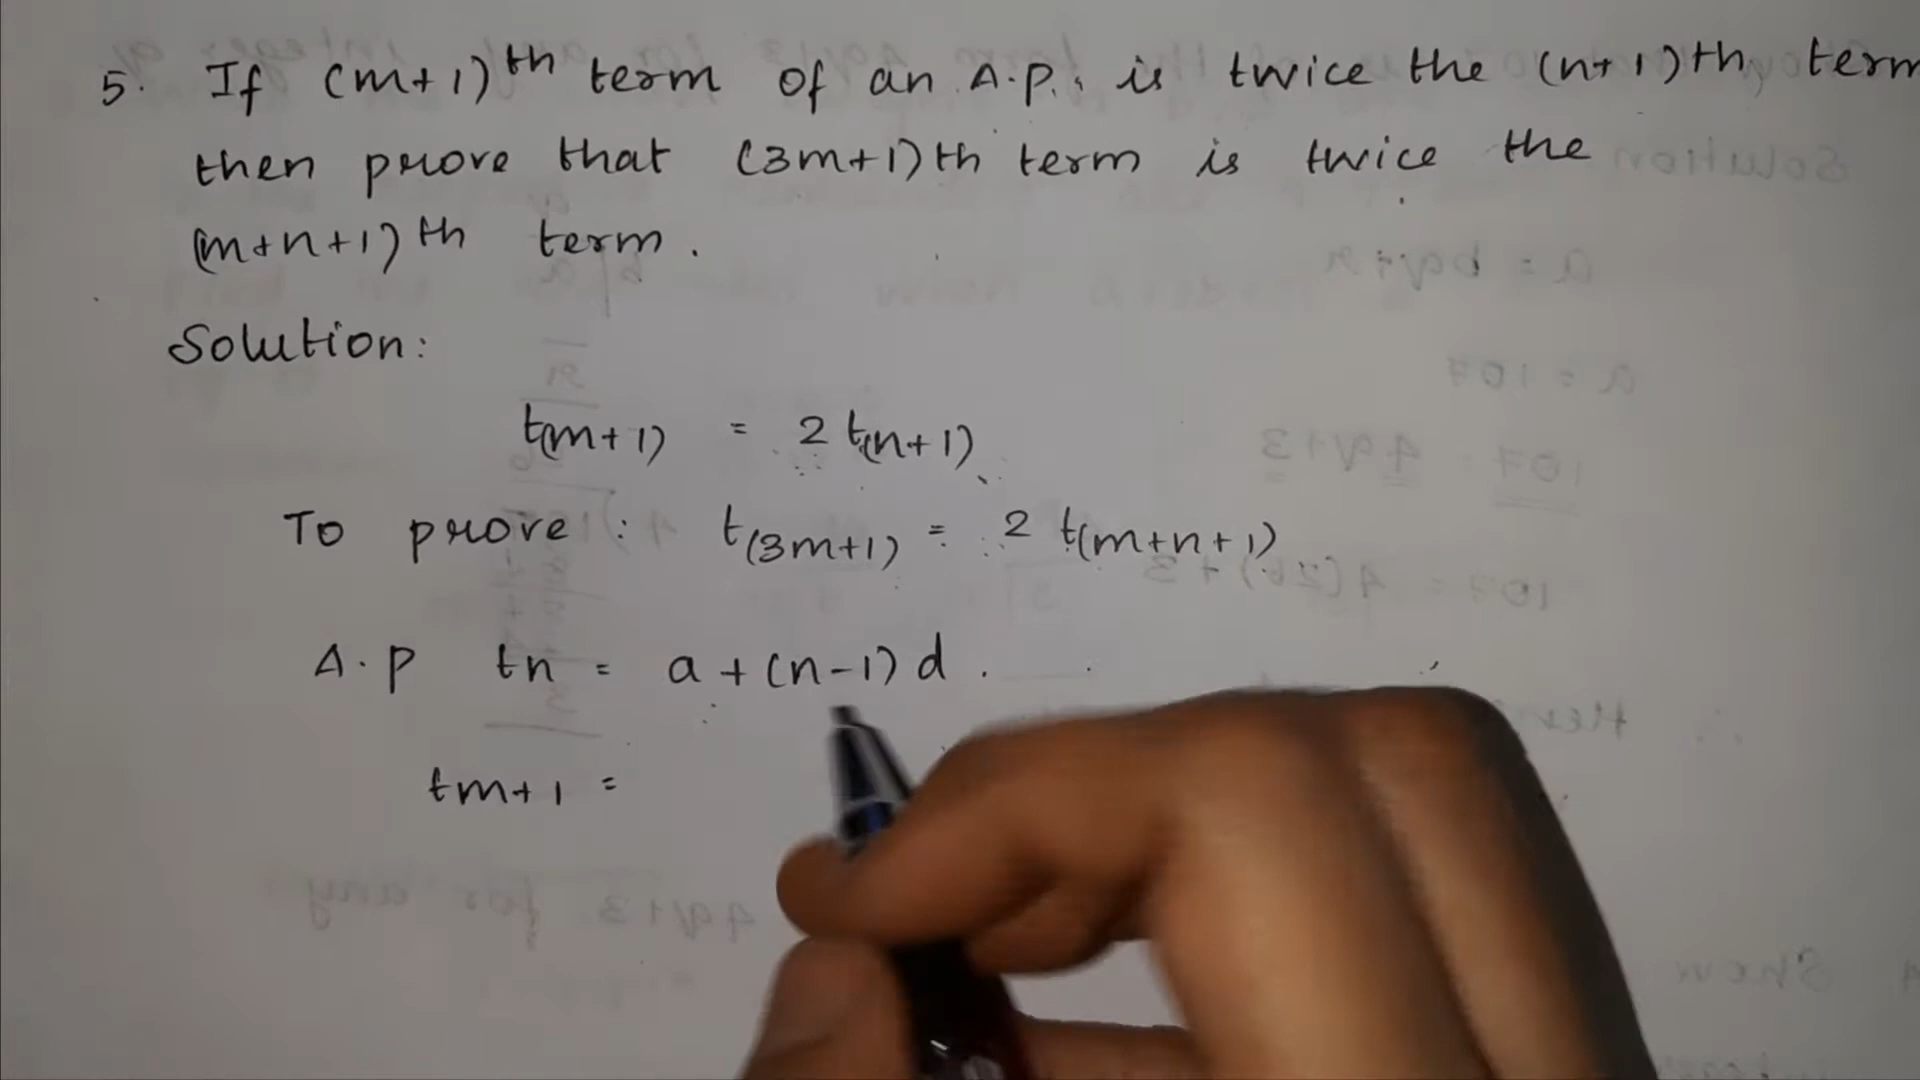 5. If (m+1)th term of an A.P. is twice the (n+1)th term
then prove that (3m+1)th term is twice the
(m+n+1)th term.
Solution:
t(m+1) = 2 t(n+1)
To prove : t(3m+1) = 2 t(m+n+1)
A.P tn = a+(n-1)d.
tm+1 =